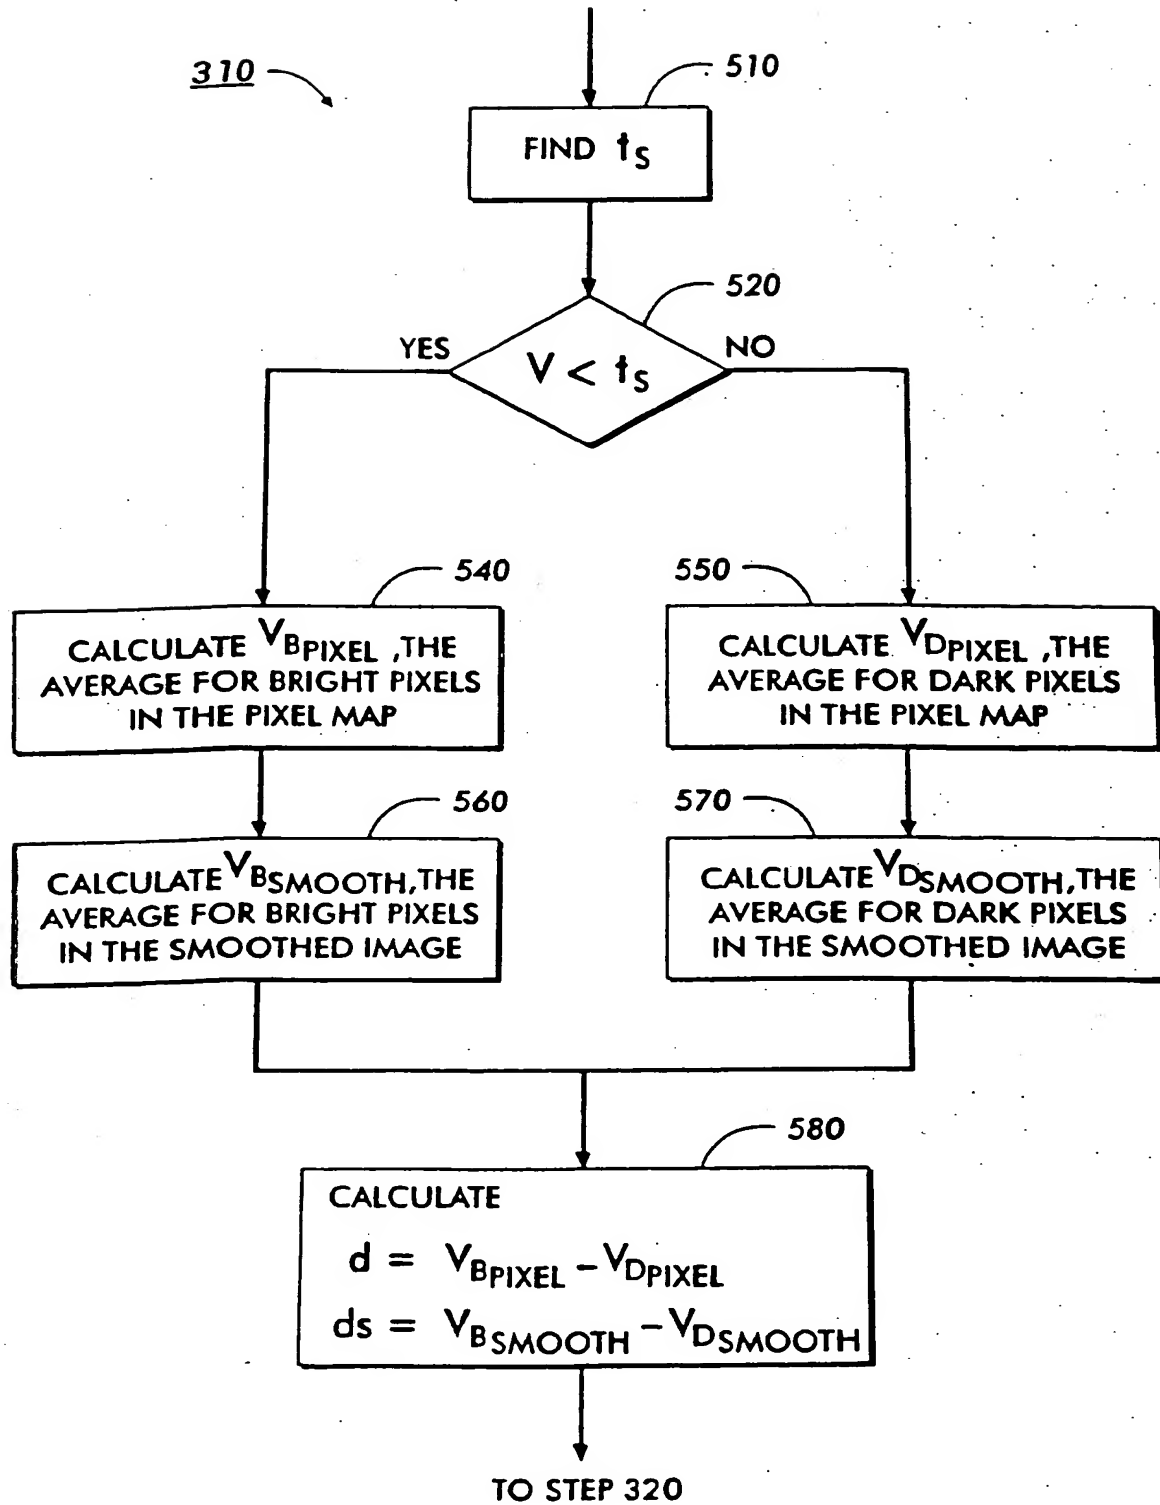 310
510
FIND tS
520
YES
V < tS
NO
540
CALCULATE VBPIXEL ,THE
AVERAGE FOR BRIGHT PIXELS
IN THE PIXEL MAP
550
CALCULATE VDPIXEL ,THE
AVERAGE FOR DARK PIXELS
IN THE PIXEL MAP
560
CALCULATE VBSMOOTH,THE
AVERAGE FOR BRIGHT PIXELS
IN THE SMOOTHED IMAGE
570
CALCULATE VDSMOOTH,THE
AVERAGE FOR DARK PIXELS
IN THE SMOOTHED IMAGE
580
CALCULATE
d = VBPIXEL - VDPIXEL
ds = VBSMOOTH - VDSMOOTH
TO STEP 320